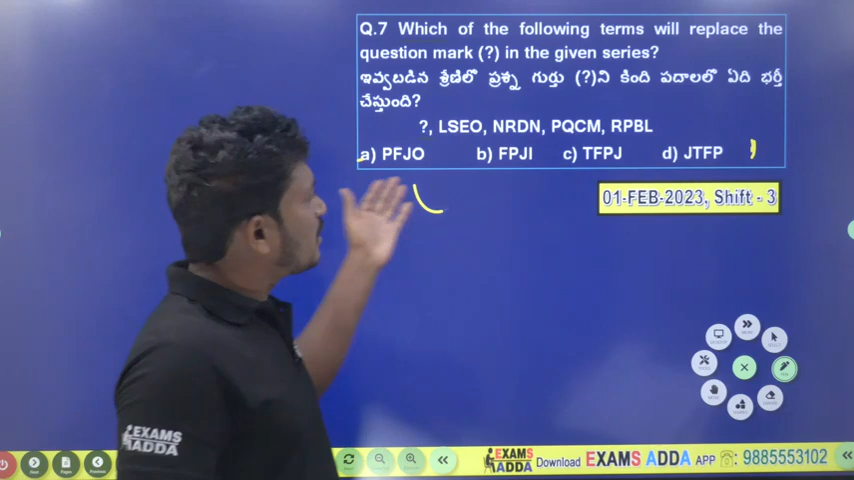 Q.7 Which of the following terms will replace the
question mark (?) in the given series?
ఇవ్వబడిన శ్రేణిలో ప్రశ్న గుర్తు (?)ని కింది పదాలలో ఏది భర్తీ
చేస్తుంది?
?, LSEO, NRDN, PQCM, RPBL
a) PFJO b) FPJI c) TFPJ d) JTFP
01-FEB-2023, Shift - 3
EXAMS
ADDA
EXAMS
ADDA
Download EXAMS ADDA APP ☏: 9885553102